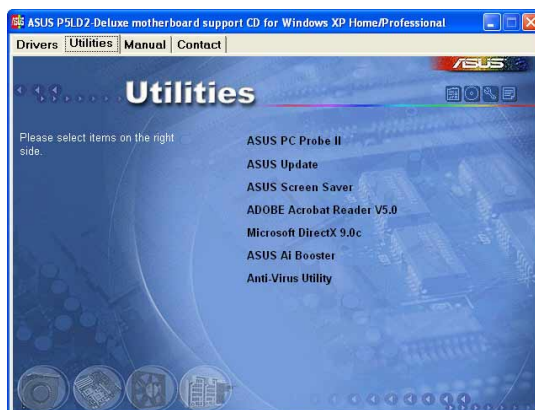 ASUS P5LD2-Deluxe motherboard support CD for Windows XP Home/Professional
Drivers Utilities Manual Contact
ASUS
Utilities
Please select items on the right
side.
ASUS PC Probe II
ASUS Update
ASUS Screen Saver
ADOBE Acrobat Reader V5.0
Microsoft DirectX 9.0c
ASUS Ai Booster
Anti-Virus Utility